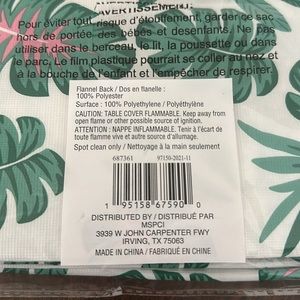 AVERTISSEMENT:
Pour éviter tout risque d'étouffement, garder ce sac
hors de portée des bébés et desenfants. Ne pas
utiliser dans le berceau, le lit, la poussette ou dans
le parc. Le film plastique pourrait se coller au nez et
à la bouche de l'enfant et l'empêcher de respirer.
Flannel Back / Dos en flanelle :
100% Polyester
Surface : 100% Polyethylene / Polyéthylène
CAUTION: TABLE COVER FLAMMABLE. Keep away from
open flame or other possible source of ignition.
ATTENTION : NAPPE INFLAMMABLE. Tenir à l'écart de
toute flamme vive et autre source d'allumage.
Spot clean only / Nettoyage à la main seulement
687361 97150-2021-11
1 95158 67590 0
DISTRIBUTED BY / DISTRIBUÉ PAR
MSPCI
3939 W JOHN CARPENTER FWY
IRVING, TX 75063
MADE IN CHINA / FABRIQUÉ EN CHINE